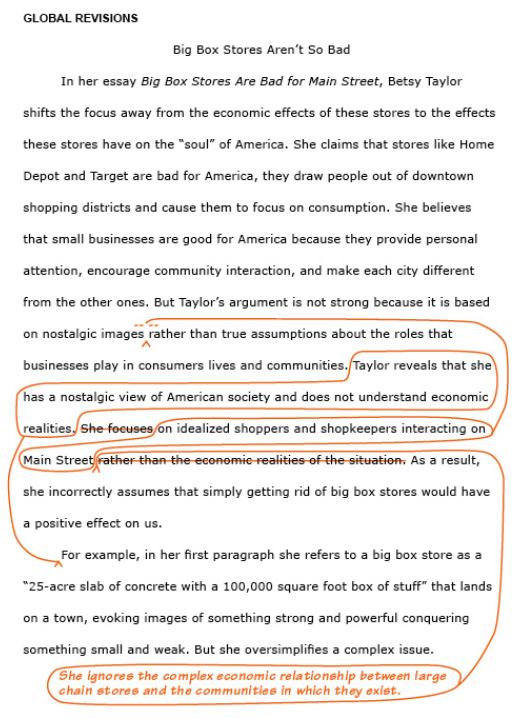 GLOBAL REVISIONS
Big Box Stores Aren’t So Bad
In her essay Big Box Stores Are Bad for Main Street, Betsy Taylor
shifts the focus away from the economic effects of these stores to the effects
these stores have on the “soul” of America. She claims that stores like Home
Depot and Target are bad for America, they draw people out of downtown
shopping districts and cause them to focus on consumption. She believes
that small businesses are good for America because they provide personal
attention, encourage community interaction, and make each city different
from the other ones. But Taylor’s argument is not strong because it is based
on nostalgic images rather than true assumptions about the roles that
businesses play in consumers lives and communities. Taylor reveals that she
has a nostalgic view of American society and does not understand economic
realities. She focuses on idealized shoppers and shopkeepers interacting on
Main Street rather than the economic realities of the situation. As a result,
she incorrectly assumes that simply getting rid of big box stores would have
a positive effect on us.
For example, in her first paragraph she refers to a big box store as a
“25-acre slab of concrete with a 100,000 square foot box of stuff” that lands
on a town, evoking images of something strong and powerful conquering
something small and weak. But she oversimplifies a complex issue.
She ignores the complex economic relationship between large
chain stores and the communities in which they exist.